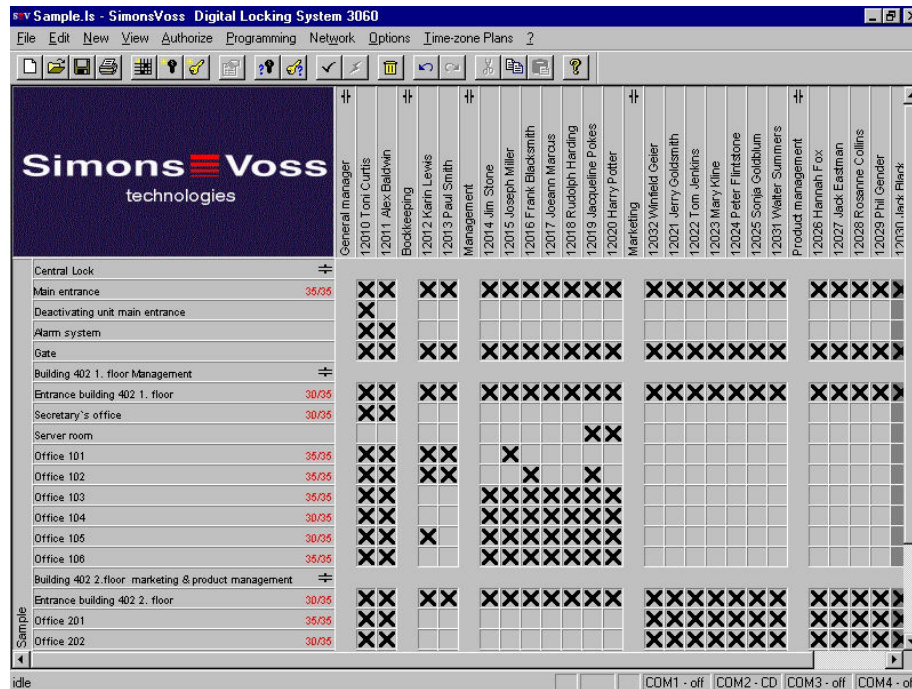 Sample.ls - SimonsVoss Digital Locking System 3060
File Edit New View Authorize Programming Network Options Time-zone Plans ?
Simons Voss
technologies
General manager
12010 Toni Curtis
12011 Alex Baldwin
Bookkeeping
12012 Karin Lewis
12013 Paul Smith
Management
12014 Jim Stone
12015 Joseph Miller
12016 Frank Blacksmith
12017 Joeann Marcus
12018 Rudolph Harding
12019 Jacqueline Pokes
12020 Harry Potter
Marketing
12032 Winfield Geier
12021 Jerry Goldsmith
12022 Tom Jenkins
12023 Mary Kline
12024 Peter Flintstone
12025 Sonja Goldblum
12031 Walter Summers
Product management
12026 Hannah Fox
12027 Jack Eastman
12028 Rosanne Collins
12029 Phil Gender
12030 Jack Black
Sample
Central Lock
Main entrance 35/35
Deactivating unit main entrance
Alarm system
Gate
Building 402 1. floor Management
Entrance building 402 1. floor 30/35
Secretary`s office 30/35
Server room
Office 101 35/35
Office 102 35/35
Office 103 35/35
Office 104 30/35
Office 105 30/35
Office 106 35/35
Building 402 2.floor marketing & product management
Entrance building 402 2. floor 30/35
Office 201 35/35
Office 202 30/35
idle COM1 - off COM2 - CD COM3 - off COM4 - of